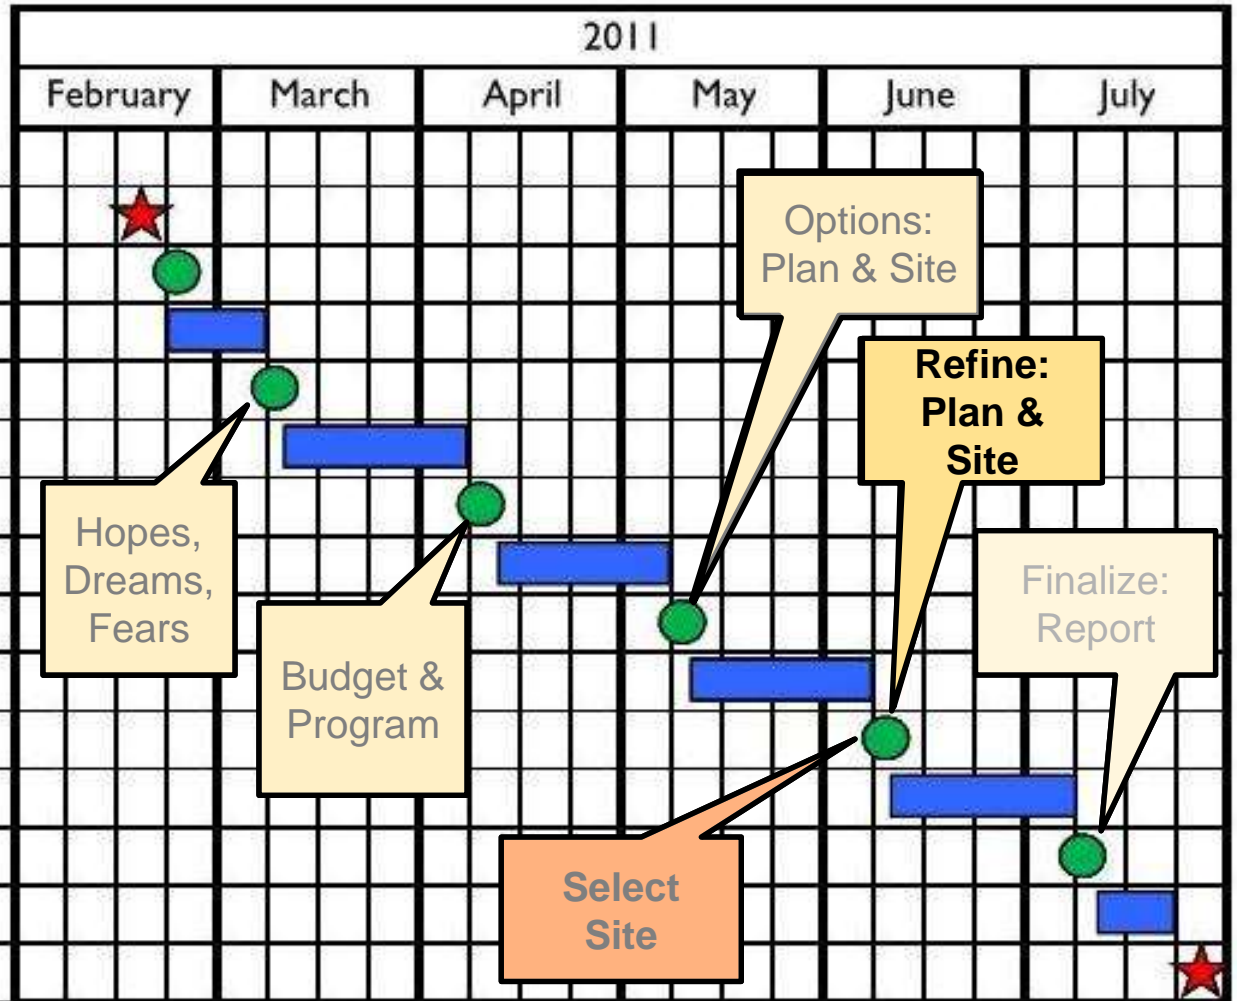 2011
February March April May June July
Options:
Plan & Site
Refine:
Plan &
Site
Hopes,
Dreams,
Fears
Finalize:
Report
Budget &
Program
Select
Site